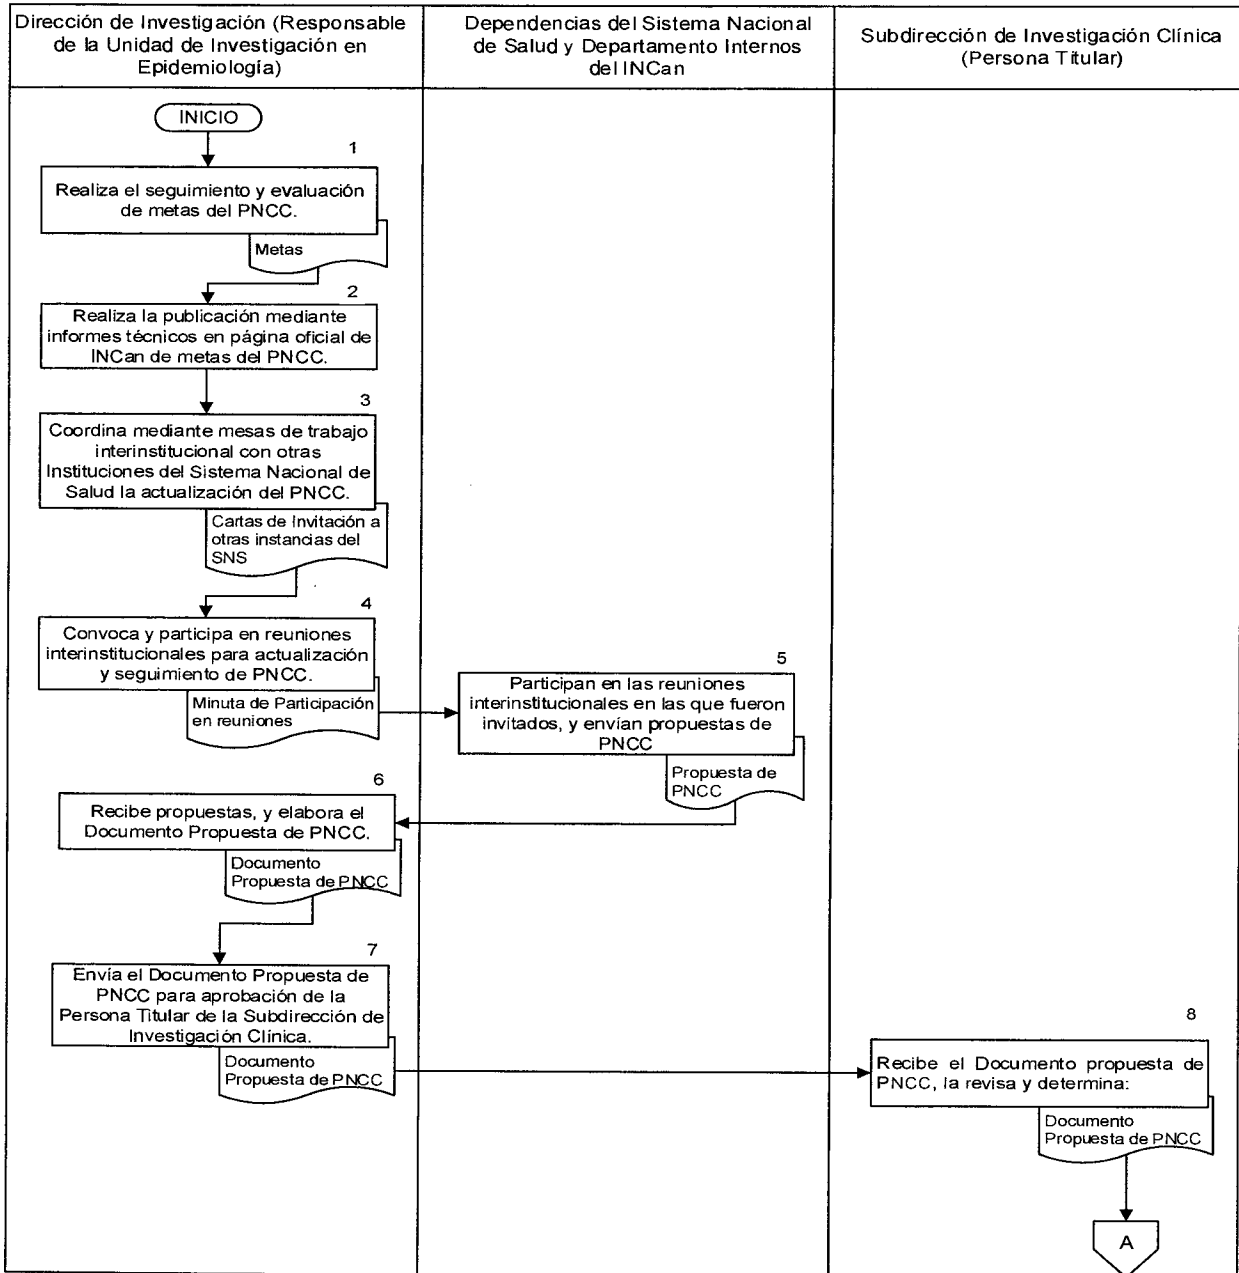 Dirección de Investigación (Responsable
de la Unidad de Investigación en
Epidemiología)
Dependencias del Sistema Nacional
de Salud y Departamento Internos
del INCan
Subdirección de Investigación Clínica
(Persona Titular)
INICIO
1
Realiza el seguimiento y evaluación
de metas del PNCC.
Metas
2
Realiza la publicación mediante
informes técnicos en página oficial de
INCan de metas del PNCC.
3
Coordina mediante mesas de trabajo
interinstitucional con otras
Instituciones del Sistema Nacional de
Salud la actualización del PNCC.
Cartas de Invitación a
otras instancias del
SNS
4
Convoca y participa en reuniones
interinstitucionales para actualización
y seguimiento de PNCC.
Minuta de Participación
en reuniones
5
Participan en las reuniones
interinstitucionales en las que fueron
invitados, y envían propuestas de
PNCC
Propuesta de
PNCC
6
Recibe propuestas, y elabora el
Documento Propuesta de PNCC.
Documento
Propuesta de PNCC
7
Envía el Documento Propuesta de
PNCC para aprobación de la
Persona Titular de la Subdirección de
Investigación Clínica.
Documento
Propuesta de PNCC
8
Recibe el Documento propuesta de
PNCC, la revisa y determina:
Documento
Propuesta de PNCC
A